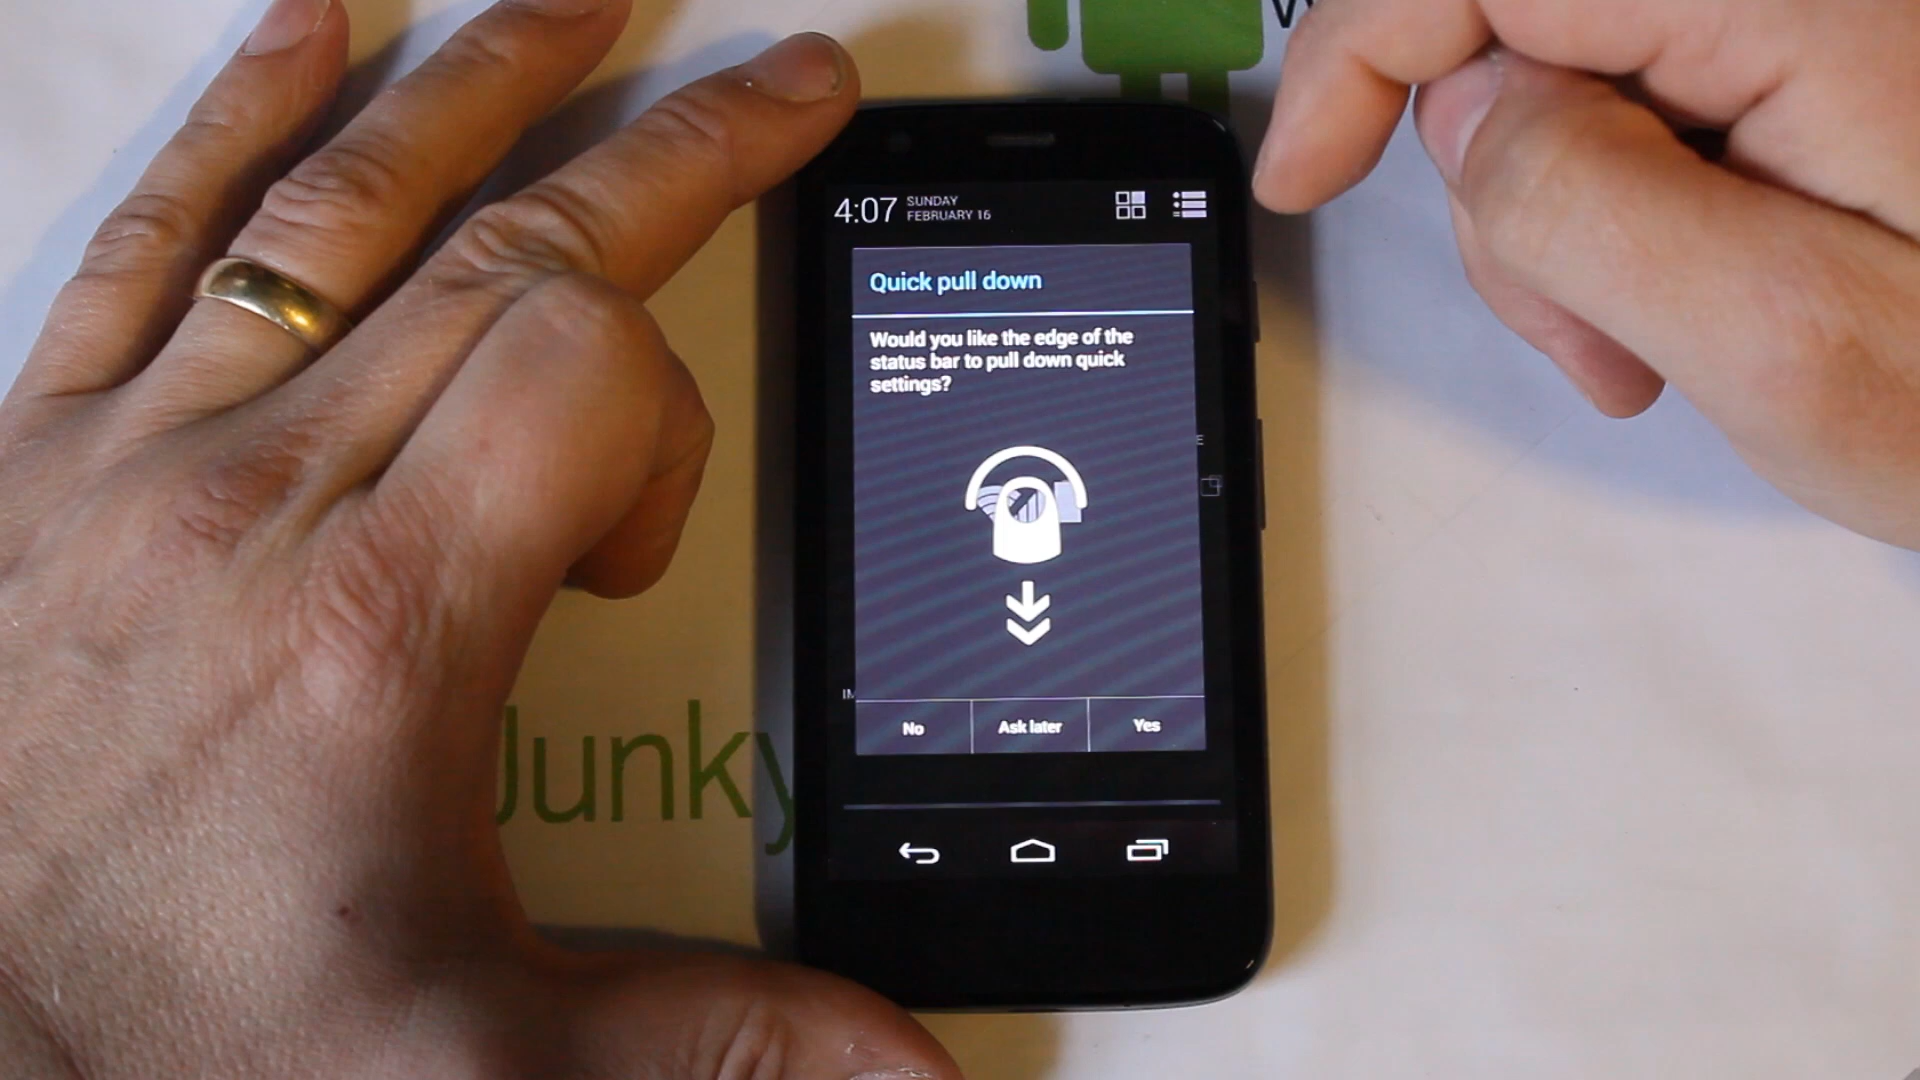 4:07 SUNDAY
FEBRUARY 16
Quick pull down
Would you like the edge of the
status bar to pull down quick
settings?
E
IM
No Ask later Yes
Junky